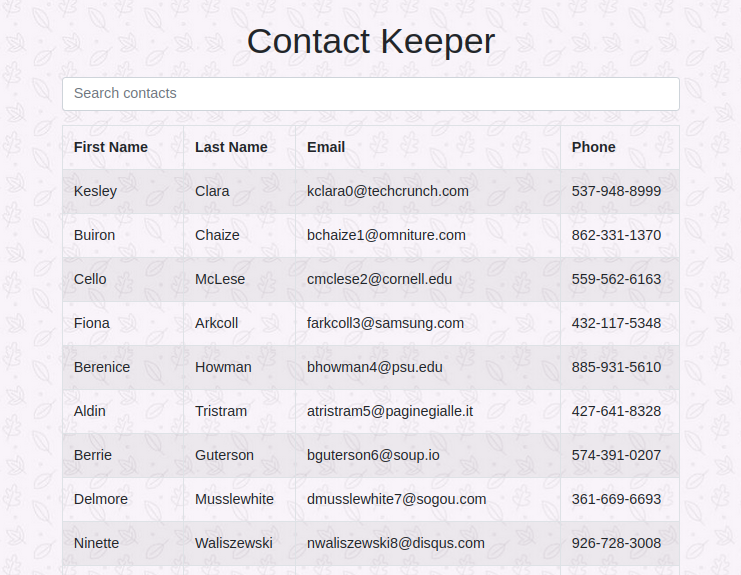 Contact Keeper
Search contacts
First Name Last Name Email Phone
Kesley Clara kclara0@techcrunch.com 537-948-8999
Buiron Chaize bchaize1@omniture.com 862-331-1370
Cello McLese cmclese2@cornell.edu 559-562-6163
Fiona Arkcoll farkcoll3@samsung.com 432-117-5348
Berenice Howman bhowman4@psu.edu 885-931-5610
Aldin Tristram atristram5@paginegialle.it 427-641-8328
Berrie Guterson bguterson6@soup.io 574-391-0207
Delmore Musslewhite dmusslewhite7@sogou.com 361-669-6693
Ninette Waliszewski nwaliszewski8@disqus.com 926-728-3008